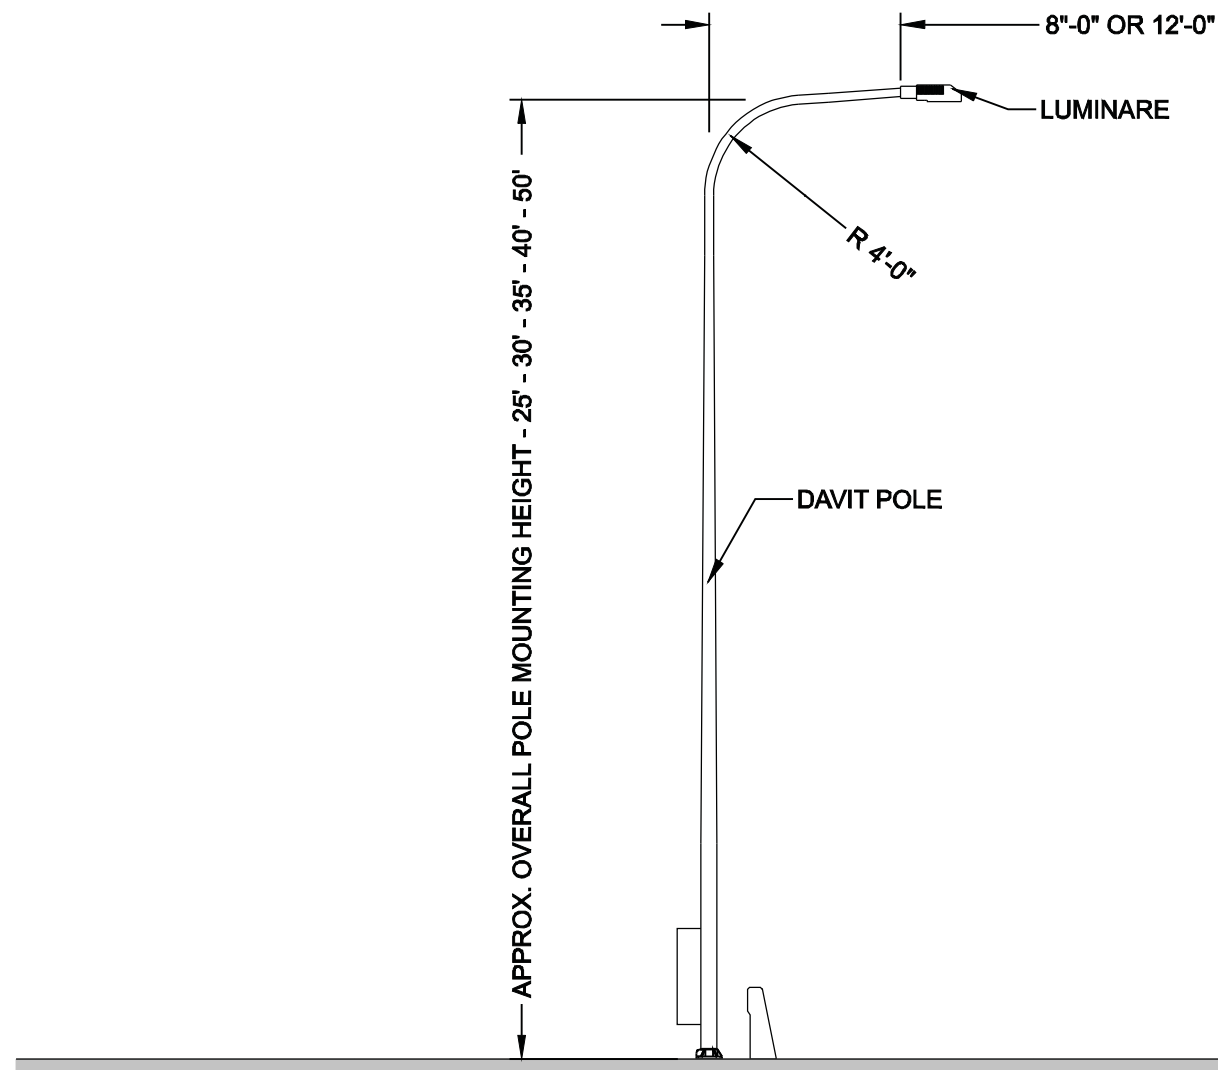 8"-0" OR 12'-0"
LUMINARE
R 4'-0"
DAVIT POLE
APPROX. OVERALL POLE MOUNTING HEIGHT - 25' - 30' - 35' - 40' - 50'